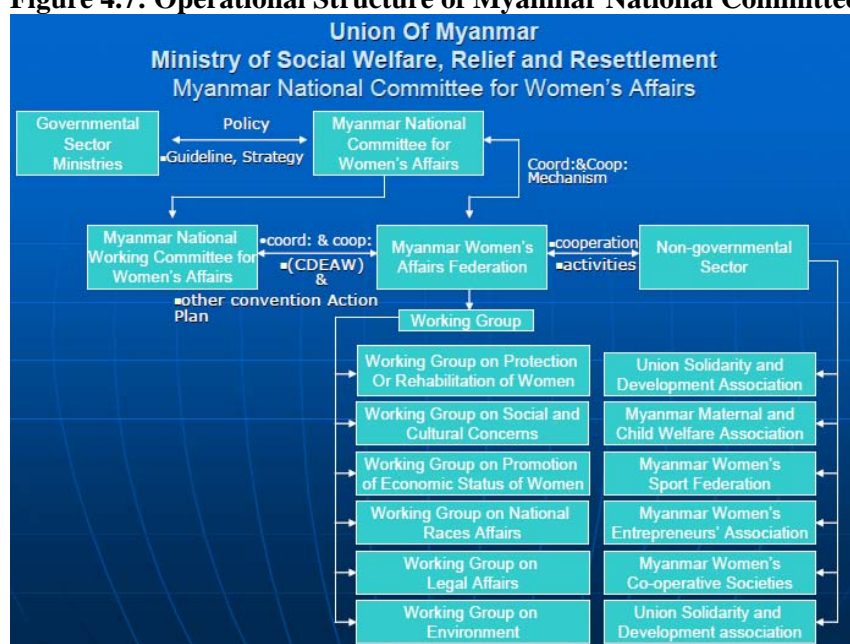 Figure 4.7: Operational Structure of Myanmar National Committee
Union Of Myanmar
Ministry of Social Welfare, Relief and Resettlement
Myanmar National Committee for Women's Affairs
Governmental
Sector
Ministries
Policy
Guideline, Strategy
Myanmar National
Committee for
Women's Affairs
Coord:&Coop:
Mechanism
Myanmar National
Working Committee for
Women's Affairs
coord: & coop:
(CDEAW)
&
other convention Action
Plan
Myanmar Women's
Affairs Federation
cooperation
activities
Non-governmental
Sector
Working Group
Working Group on Protection
Or Rehabilitation of Women
Working Group on Social and
Cultural Concerns
Working Group on Promotion
of Economic Status of Women
Working Group on National
Races Affairs
Working Group on
Legal Affairs
Working Group on
Environment
Union Solidarity and
Development Association
Myanmar Maternal and
Child Welfare Association
Myanmar Women's
Sport Federation
Myanmar Women's
Entrepreneurs' Association
Myanmar Women's
Co-operative Societies
Union Solidarity and
Development association